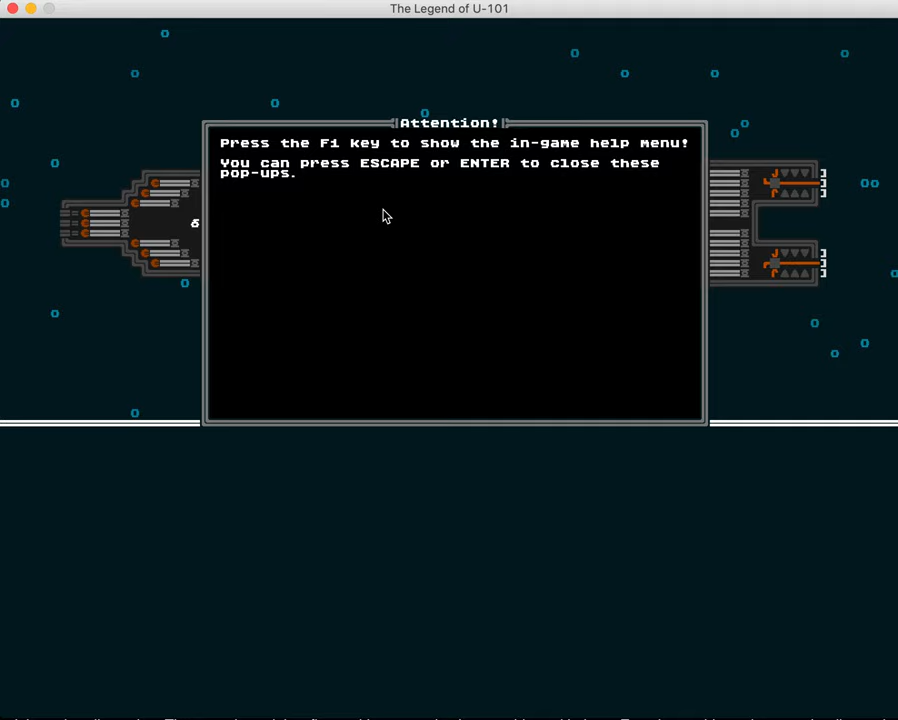 The Legend of U-101
Attention!
Press the F1 key to show the in-game help menu!
You can press ESCAPE or ENTER to close these
pop-ups.